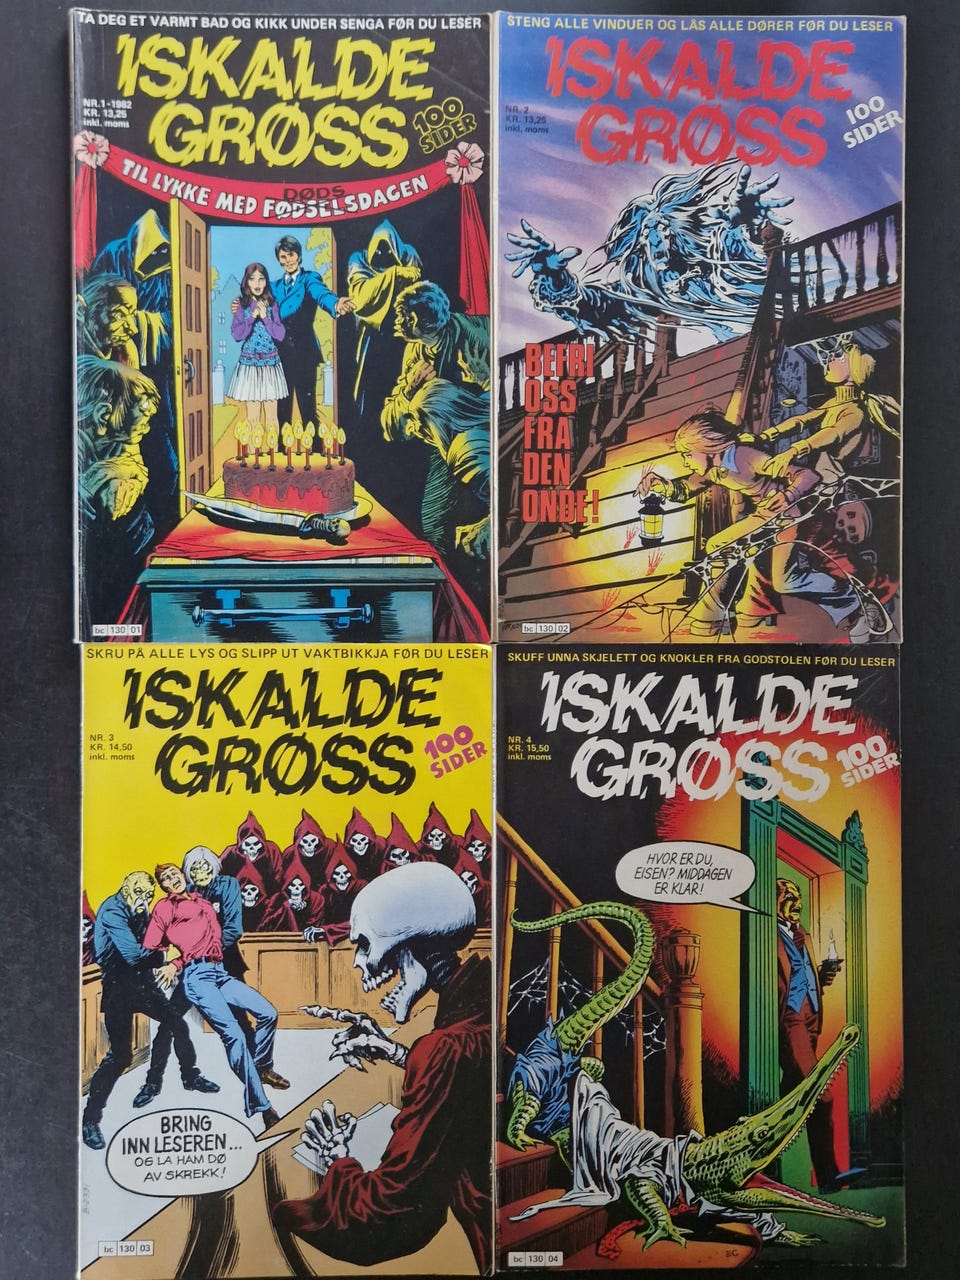 TA DEG ET VARMT BAD OG KIKK UNDER SENGA FØR DU LESER
ISKALDE
GRØSS
NR.1-1982
KR. 13,25
inkl. moms
100
SIDER
TIL LYKKE MED FØDSELSDAGEN
DØDS
bc 130 01
STENG ALLE VINDUER OG LÅS ALLE DØRER FØR DU LESER
ISKALDE
GRØSS
NR. 2
KR. 13,25
inkl. moms
100
SIDER
BEFRI
OSS
FRA
DEN
ONDE!
bc 130 02
SKRU PÅ ALLE LYS OG SLIPP UT VAKTBIKKJA FØR DU LESER
ISKALDE
GRØSS
NR. 3
KR. 14,50
inkl. moms
100
SIDER
BRING
INN LESEREN...
OG LA HAM DØ
AV SKREKK!
bc 130 03
SKUFF UNNA SKJELETT OG KNOKLER FRA GODSTOLEN FØR DU LESER
ISKALDE
GRØSS
NR. 4
KR. 15,50
inkl. moms
100
SIDER
HVOR ER DU,
EISEN? MIDDAGEN
ER KLAR!
EG
bc 130 04